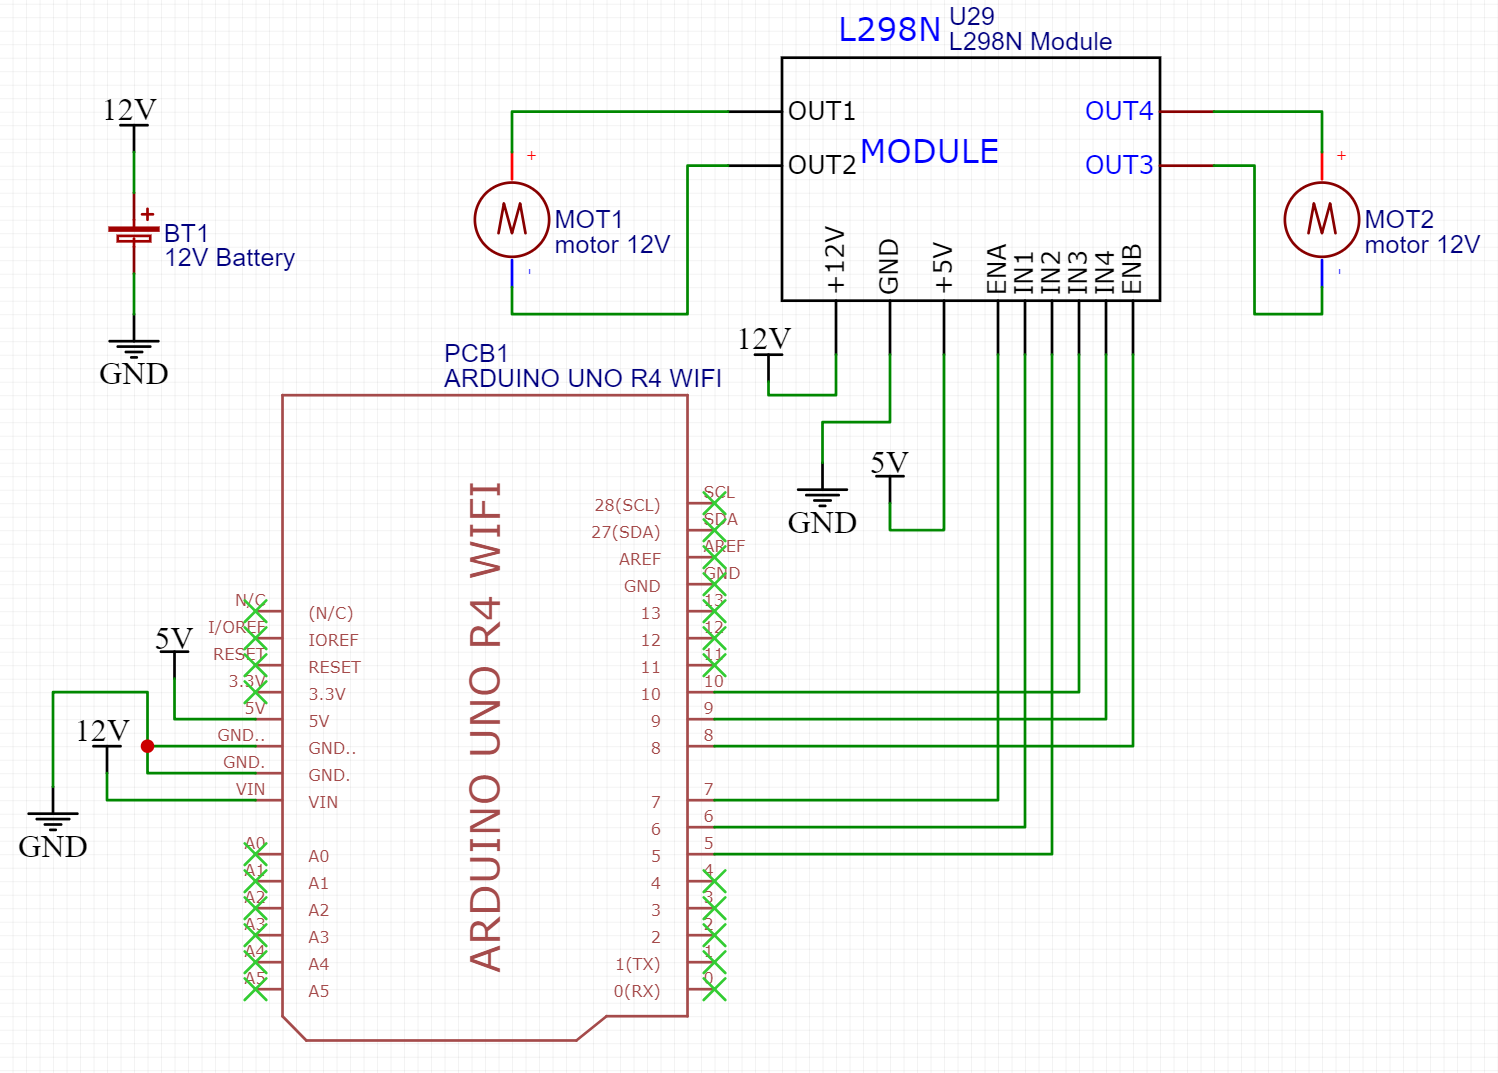 L298N
U29
L298N Module
OUT1
OUT2
MODULE
OUT4
OUT3
+12V
GND
+5V
ENA
IN1
IN2
IN3
IN4
ENB
12V
+
BT1
12V Battery
GND
+
MOT1
motor 12V
-
+
MOT2
motor 12V
-
12V
GND
5V
PCB1
ARDUINO UNO R4 WIFI
ARDUINO UNO R4 WIFI
28(SCL)
SCL
27(SDA)
SDA
AREF
AREF
GND
GND
13
13
12
12
11
11
10
10
9
9
8
8
7
7
6
6
5
5
4
4
3
3
2
2
1(TX)
1
0(RX)
0
N/C
(N/C)
I/OREF
IOREF
RESET
RESET
3.3V
3.3V
5V
5V
5V
GND..
GND..
GND.
GND.
12V
VIN
VIN
GND
A0
A0
A1
A1
A2
A2
A3
A3
A4
A4
A5
A5